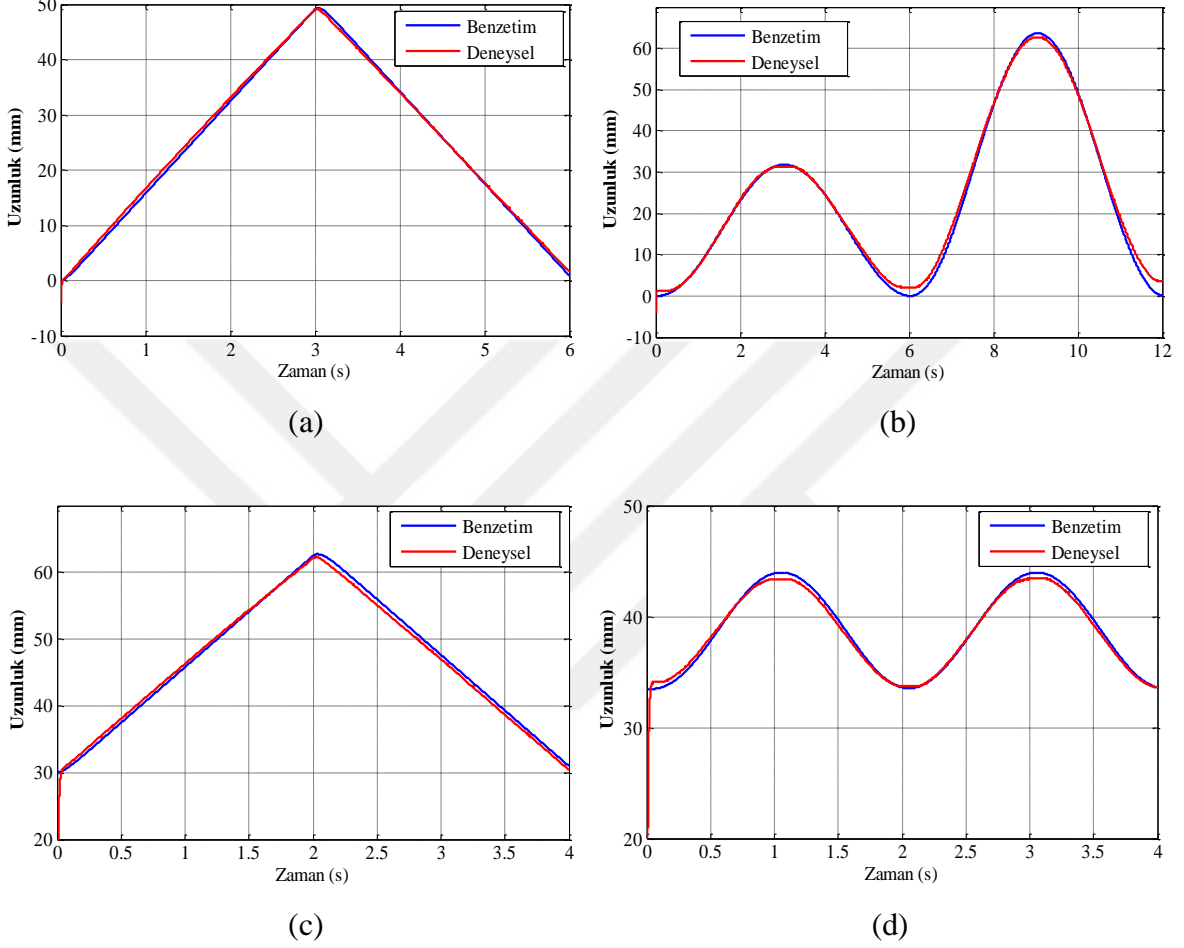 50
40
30
20
10
0
-10
Uzunluk (mm)
Benzetim
Deneysel
0 1 2 3 4 5 6
Zaman (s)
(a)
60
50
40
30
20
10
0
-10
Uzunluk (mm)
Benzetim
Deneysel
0 2 4 6 8 10 12
Zaman (s)
(b)
60
50
40
30
20
Uzunluk (mm)
Benzetim
Deneysel
0 0.5 1 1.5 2 2.5 3 3.5 4
Zaman (s)
(c)
50
40
30
20
Uzunluk (mm)
Benzetim
Deneysel
0 0.5 1 1.5 2 2.5 3 3.5 4
Zaman (s)
(d)